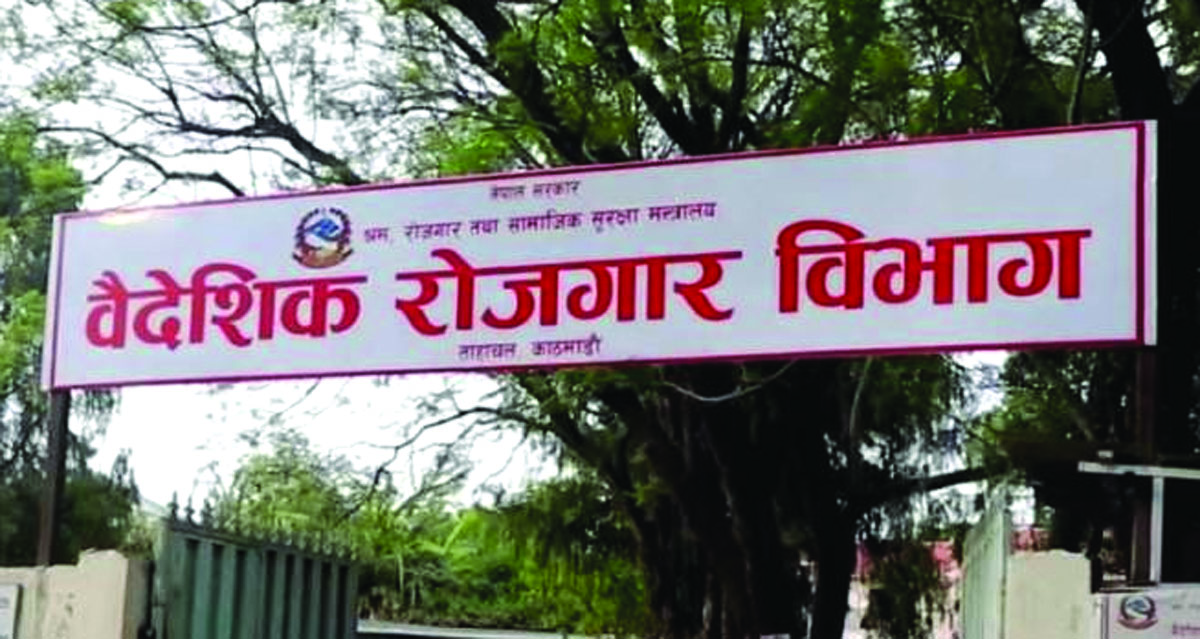 नेपाल सरकार
श्रम, रोजगार तथा सामाजिक सुरक्षा मन्त्रालय
वैदेशिक रोजगार विभाग
ताहाचल, काठमाडौं